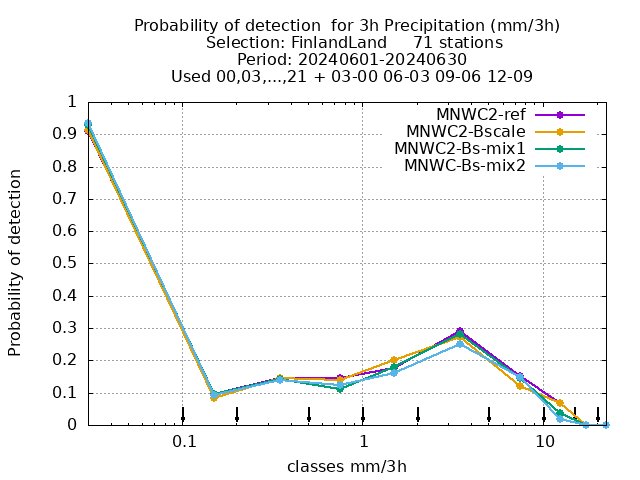 Probability of detection  for 3h Precipitation (mm/3h)
Selection: FinlandLand     71 stations
Period: 20240601-20240630
Used 00,03,...,21 + 03-00 06-03 09-06 12-09
MNWC2-ref
MNWC2-Bscale
MNWC2-Bs-mix1
MNWC-Bs-mix2
Probability of detection
1
0.9
0.8
0.7
0.6
0.5
0.4
0.3
0.2
0.1
0
0.1 1 10
classes mm/3h